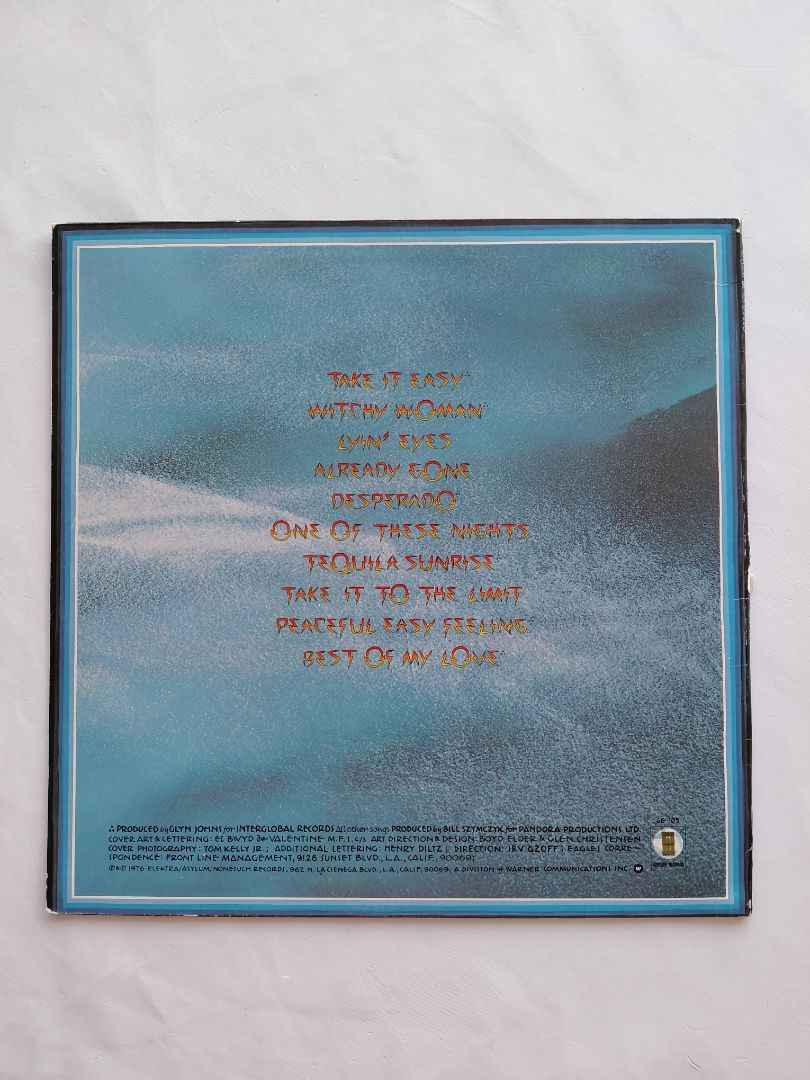 TAKE IT EASY∴
WITCHY WOMAN∴
LYIN' EYES
ALREADY GONE
DESPERADO∴
ONE OF THESE NIGHTS
TEQUILA SUNRISE∴
TAKE IT TO THE LIMIT
PEACEFUL EASY FEELING∴
BEST OF MY LOVE∴
∴ PRODUCED by GLYN JOHNS for INTERGLOBAL RECORDS All other songs PRODUCED by BILL SZYMCZYK for PANDORA PRODUCTIONS, LTD.
COVER ART & LETTERING: EL BWYD de VALENTINE M.F.S. c/s ART DIRECTION & DESIGN: BOYD ELDER & GLEN CHRISTENSEN
COVER PHOTOGRAPHY: TOM KELLY JR.; ADDITIONAL LETTERING: HENRY DILTZ; DIRECTION: IRV AZOFF; EAGLES CORRE-
SPONDENCE: FRONT LINE MANAGEMENT, 9128 SUNSET BLVD., L.A., CALIF. 90069;
℗&© 1976 ELEKTRA/ASYLUM/NONESUCH RECORDS, 962 N. LA CIENEGA BLVD., L.A., CALIF. 90069; A DIVISION of WARNER COMMUNICATIONS INC.